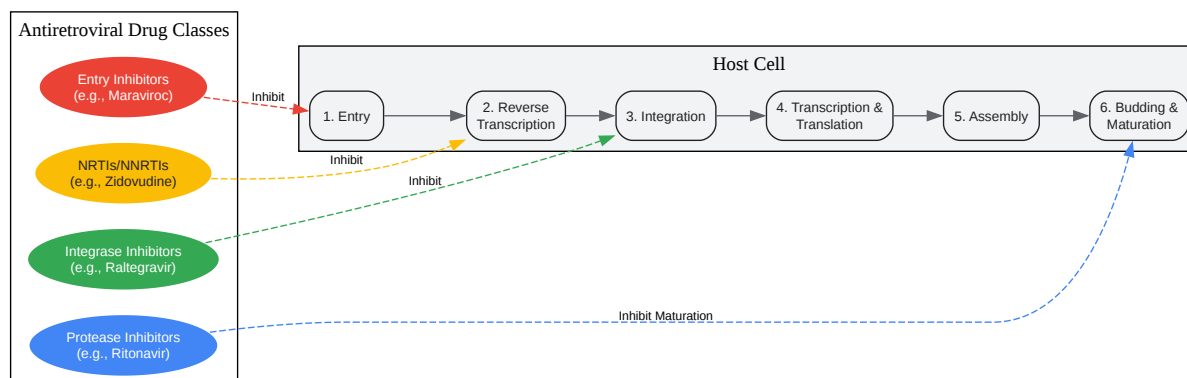 Antiretroviral Drug Classes
Entry Inhibitors
(e.g., Maraviroc)
NRTIs/NNRTIs
(e.g., Zidovudine)
Integrase Inhibitors
(e.g., Raltegravir)
Protease Inhibitors
(e.g., Ritonavir)
Host Cell
1. Entry
2. Reverse
Transcription
3. Integration
4. Transcription &
Translation
5. Assembly
6. Budding &
Maturation
Inhibit
Inhibit
Inhibit
Inhibit Maturation